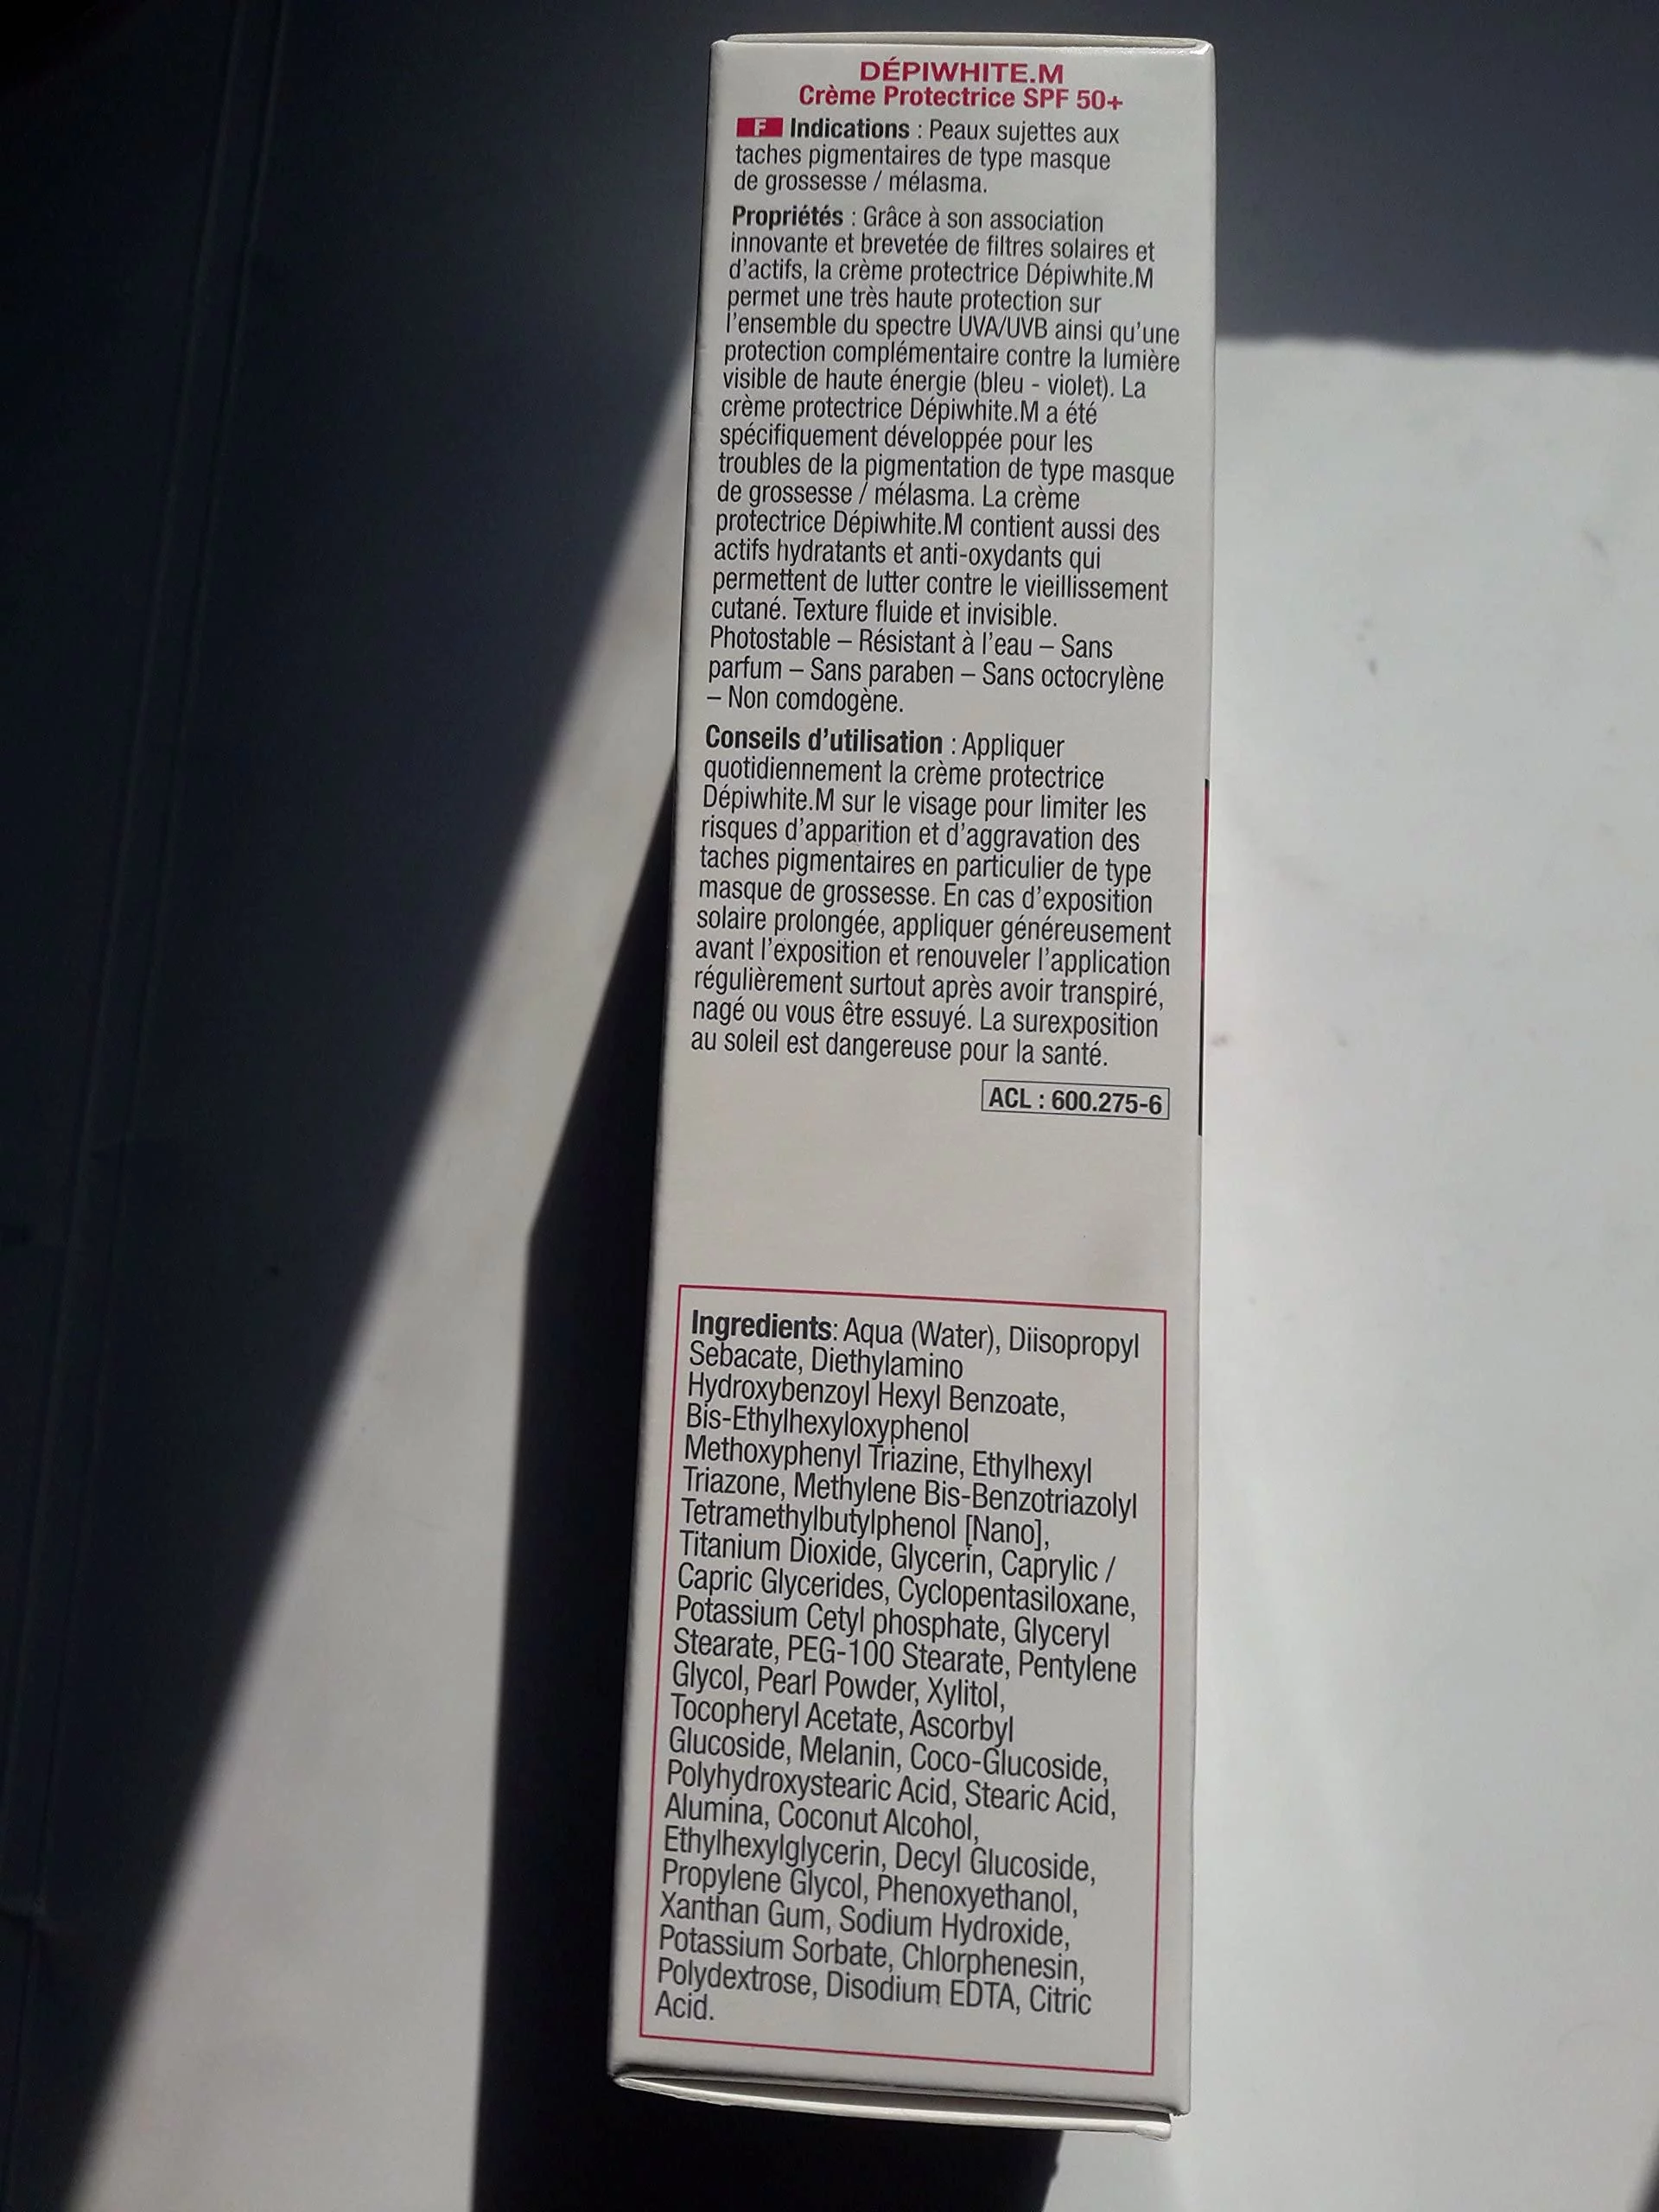 DÉPIWHITE.M
Crème Protectrice SPF 50+
F Indications : Peaux sujettes aux
taches pigmentaires de type masque
de grossesse / mélasma.
Propriétés : Grâce à son association
innovante et brevetée de filtres solaires et
d'actifs, la crème protectrice Dépiwhite.M
permet une très haute protection sur
l'ensemble du spectre UVA/UVB ainsi qu'une
protection complémentaire contre la lumière
visible de haute énergie (bleu - violet). La
crème protectrice Dépiwhite.M a été
spécifiquement développée pour les
troubles de la pigmentation de type masque
de grossesse / mélasma. La crème
protectrice Dépiwhite.M contient aussi des
actifs hydratants et anti-oxydants qui
permettent de lutter contre le vieillissement
cutané. Texture fluide et invisible.
Photostable – Résistant à l'eau – Sans
parfum – Sans paraben – Sans octocrylène
– Non comdogène.
Conseils d'utilisation : Appliquer
quotidiennement la crème protectrice
Dépiwhite.M sur le visage pour limiter les
risques d'apparition et d'aggravation des
taches pigmentaires en particulier de type
masque de grossesse. En cas d'exposition
solaire prolongée, appliquer généreusement
avant l'exposition et renouveler l'application
régulièrement surtout après avoir transpiré,
nagé ou vous être essuyé. La surexposition
au soleil est dangereuse pour la santé.
ACL : 600.275-6
Ingredients: Aqua (Water), Diisopropyl
Sebacate, Diethylamino
Hydroxybenzoyl Hexyl Benzoate,
Bis-Ethylhexyloxyphenol
Methoxyphenyl Triazine, Ethylhexyl
Triazone, Methylene Bis-Benzotriazolyl
Tetramethylbutylphenol [Nano],
Titanium Dioxide, Glycerin, Caprylic /
Capric Glycerides, Cyclopentasiloxane,
Potassium Cetyl phosphate, Glyceryl
Stearate, PEG-100 Stearate, Pentylene
Glycol, Pearl Powder, Xylitol,
Tocopheryl Acetate, Ascorbyl
Glucoside, Melanin, Coco-Glucoside,
Polyhydroxystearic Acid, Stearic Acid,
Alumina, Coconut Alcohol,
Ethylhexylglycerin, Decyl Glucoside,
Propylene Glycol, Phenoxyethanol,
Xanthan Gum, Sodium Hydroxide,
Potassium Sorbate, Chlorphenesin,
Polydextrose, Disodium EDTA, Citric
Acid.